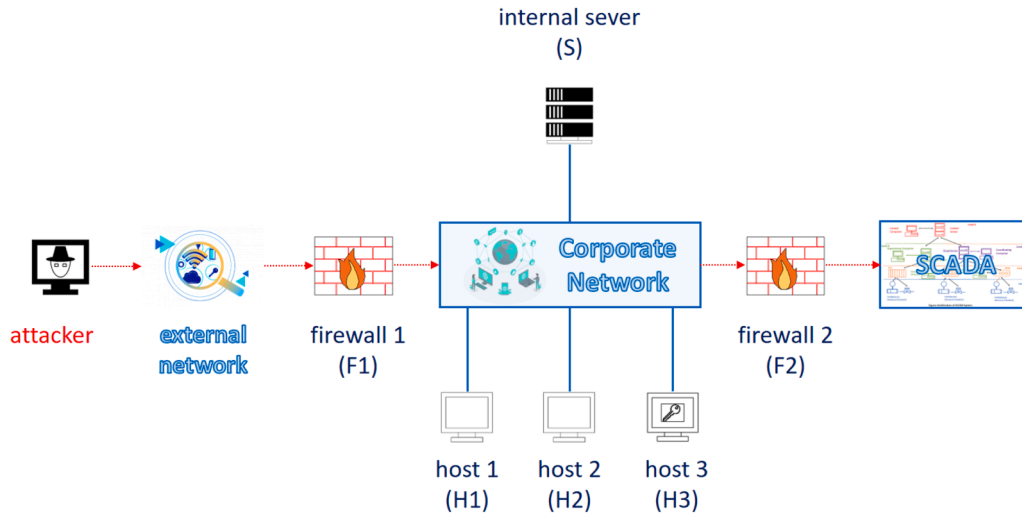 internal sever
(S)
Corporate
Network
SCADA
attacker
external
network
firewall 1
(F1)
firewall 2
(F2)
host 1
(H1)
host 2
(H2)
host 3
(H3)